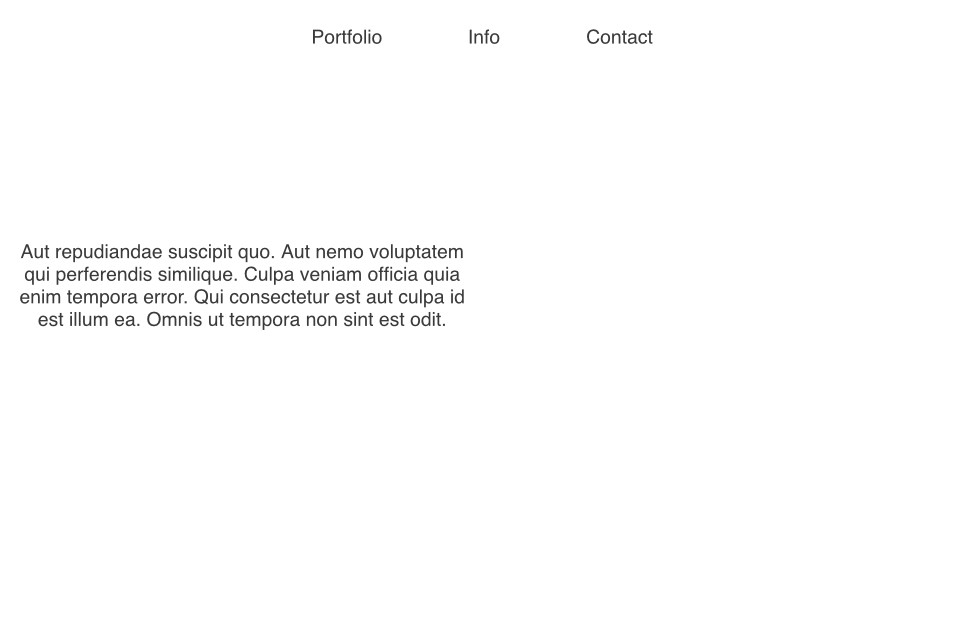 Portfolio Info Contact
Aut repudiandae suscipit quo. Aut nemo voluptatem
qui perferendis similique. Culpa veniam officia quia
enim tempora error. Qui consectetur est aut culpa id
est illum ea. Omnis ut tempora non sint est odit.